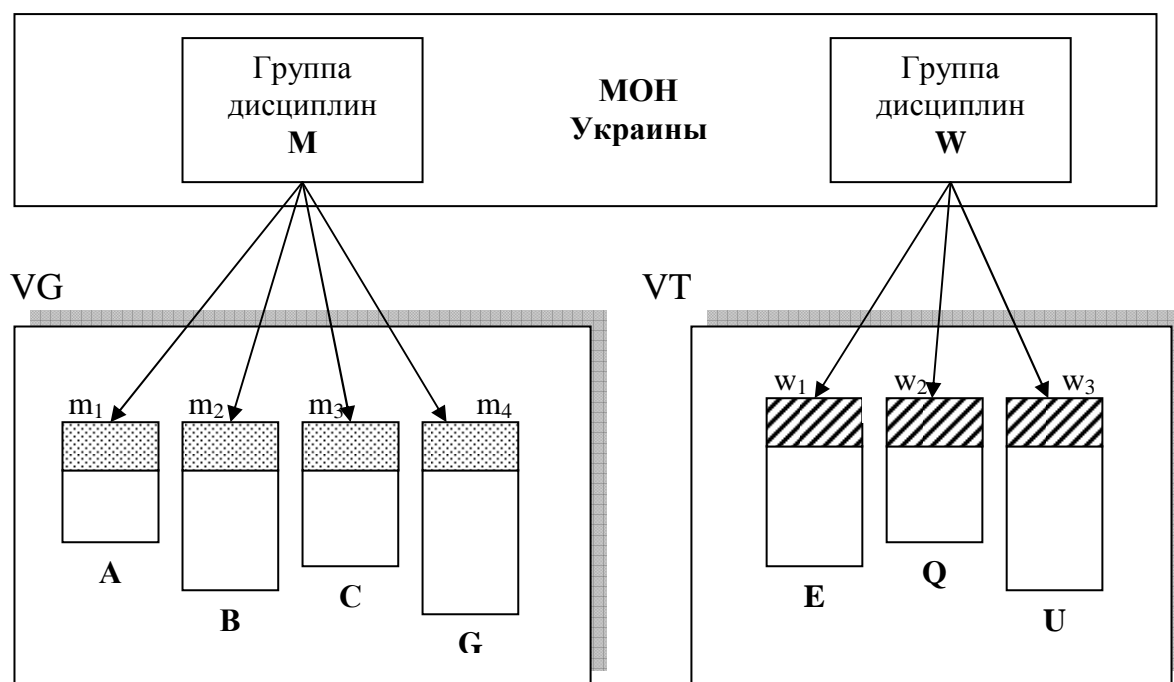 Группа
дисциплин
М
МОН
Украины
Группа
дисциплин
W
VG
VT
m1 m2 m3 m4
w1 w2 w3
A
B
C
G
E
Q
U